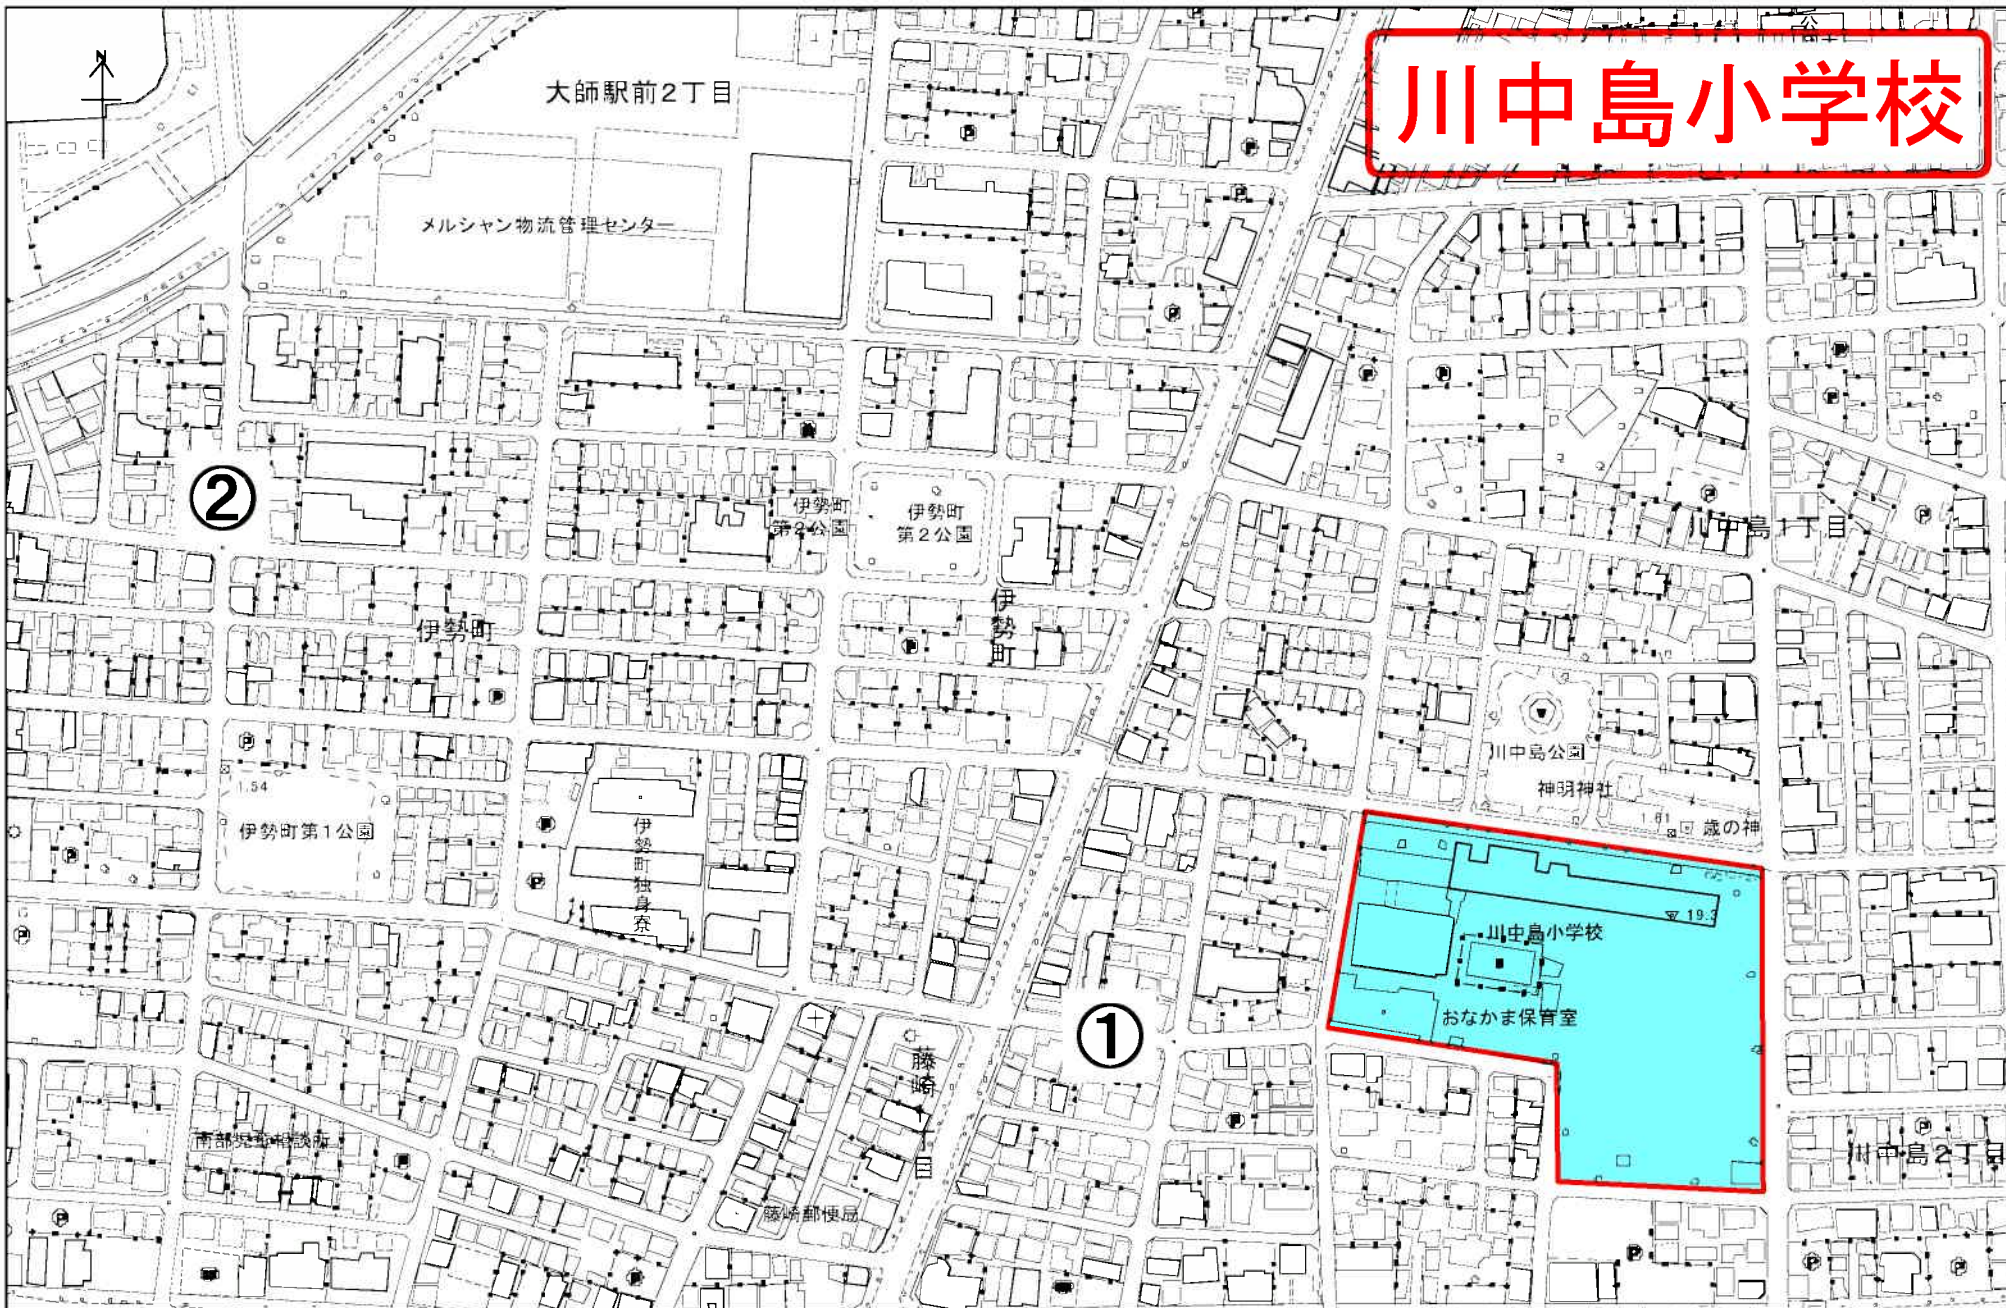 川中島小学校
N
大師駅前2丁目
メルシャン物流管理センター
②
伊勢町
第2公園
伊勢町
第2公園
川中島1丁目
伊勢町
伊勢町
川中島公園
神明神社
1.54
伊勢町第1公園
伊勢町独身寮
1.61
歳の神
19.3
川中島小学校
おなかま保育室
①
藤崎
丁目
川中島2丁目
藤崎郵便局